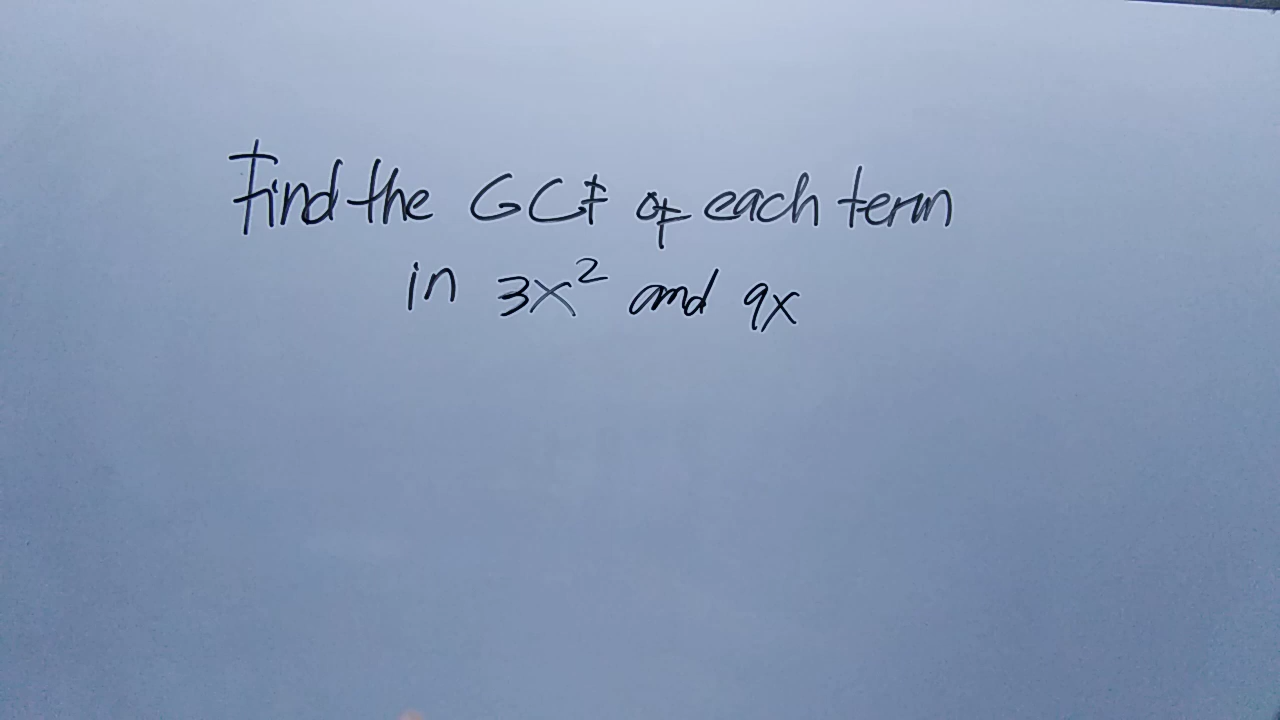 Find the GCF of each term
in 3x² and 9x